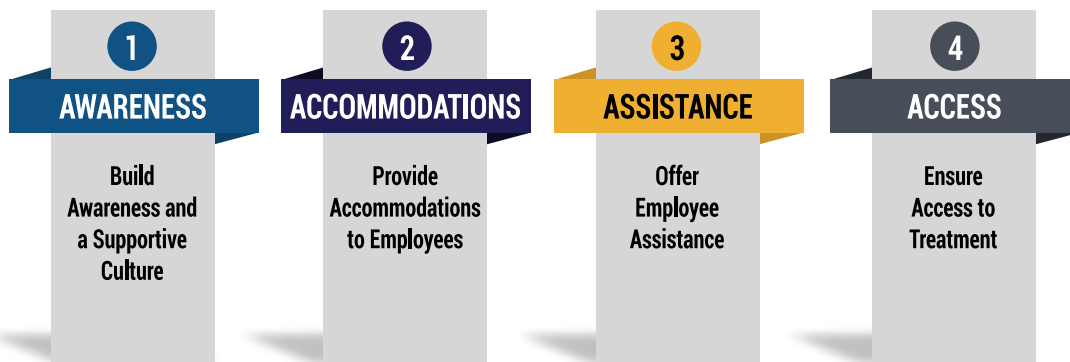 1
AWARENESS
Build
Awareness and
a Supportive
Culture
2
ACCOMMODATIONS
Provide
Accommodations
to Employees
3
ASSISTANCE
Offer
Employee
Assistance
4
ACCESS
Ensure
Access to
Treatment